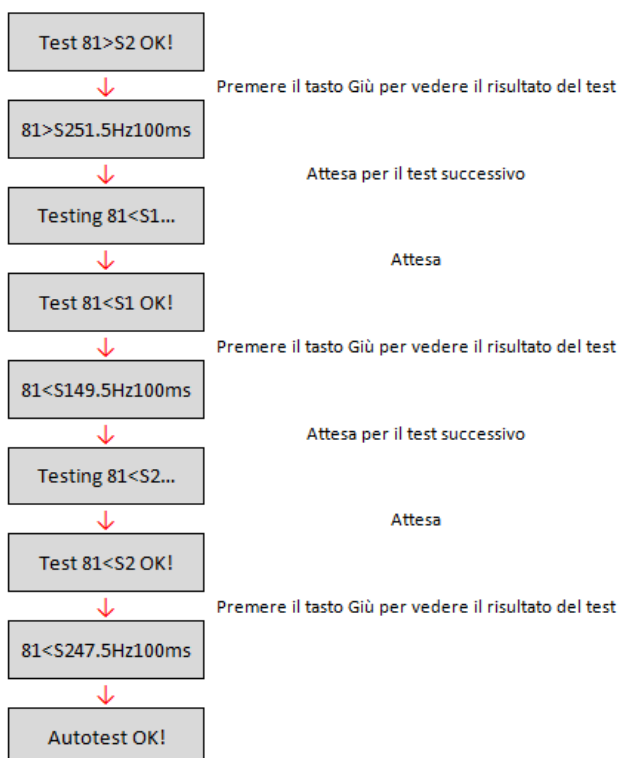 Test 81>S2 OK!
Premere il tasto Giù per vedere il risultato del test
81>S251.5Hz100ms
Attesa per il test successivo
Testing 81<S1...
Attesa
Test 81<S1 OK!
Premere il tasto Giù per vedere il risultato del test
81<S149.5Hz100ms
Attesa per il test successivo
Testing 81<S2...
Attesa
Test 81<S2 OK!
Premere il tasto Giù per vedere il risultato del test
81<S247.5Hz100ms
Autotest OK!